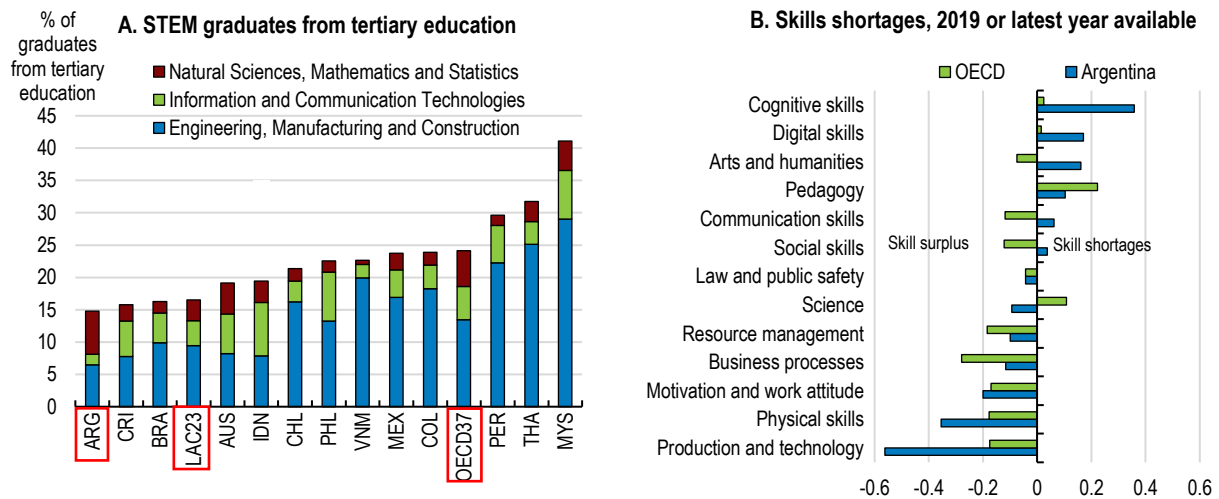 % of
graduates
from tertiary
education
A. STEM graduates from tertiary education
Natural Sciences, Mathematics and Statistics
Information and Communication Technologies
Engineering, Manufacturing and Construction
45
40
35
30
25
20
15
10
5
0
ARG
CRI
BRA
LAC23
AUS
IDN
CHL
PHL
VNM
MEX
COL
OECD37
PER
THA
MYS
B. Skills shortages, 2019 or latest year available
OECD
Argentina
Cognitive skills
Digital skills
Arts and humanities
Pedagogy
Communication skills
Social skills
Law and public safety
Science
Resource management
Business processes
Motivation and work attitude
Physical skills
Production and technology
Skill surplus
Skill shortages
-0.6
-0.4
-0.2
0
0.2
0.4
0.6